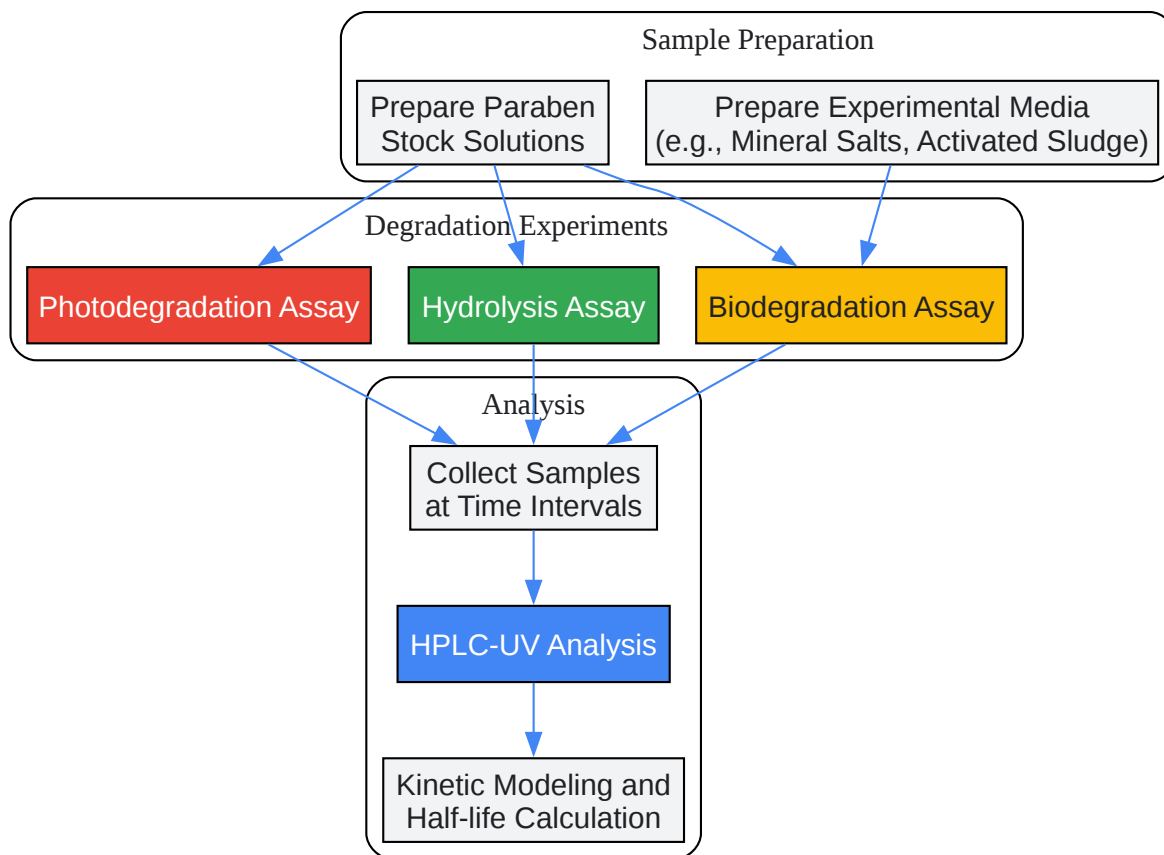 Sample Preparation
Prepare Paraben
Stock Solutions
Prepare Experimental Media
(e.g., Mineral Salts, Activated Sludge)
Degradation Experiments
Photodegradation Assay
Hydrolysis Assay
Biodegradation Assay
Analysis
Collect Samples
at Time Intervals
HPLC-UV Analysis
Kinetic Modeling and
Half-life Calculation